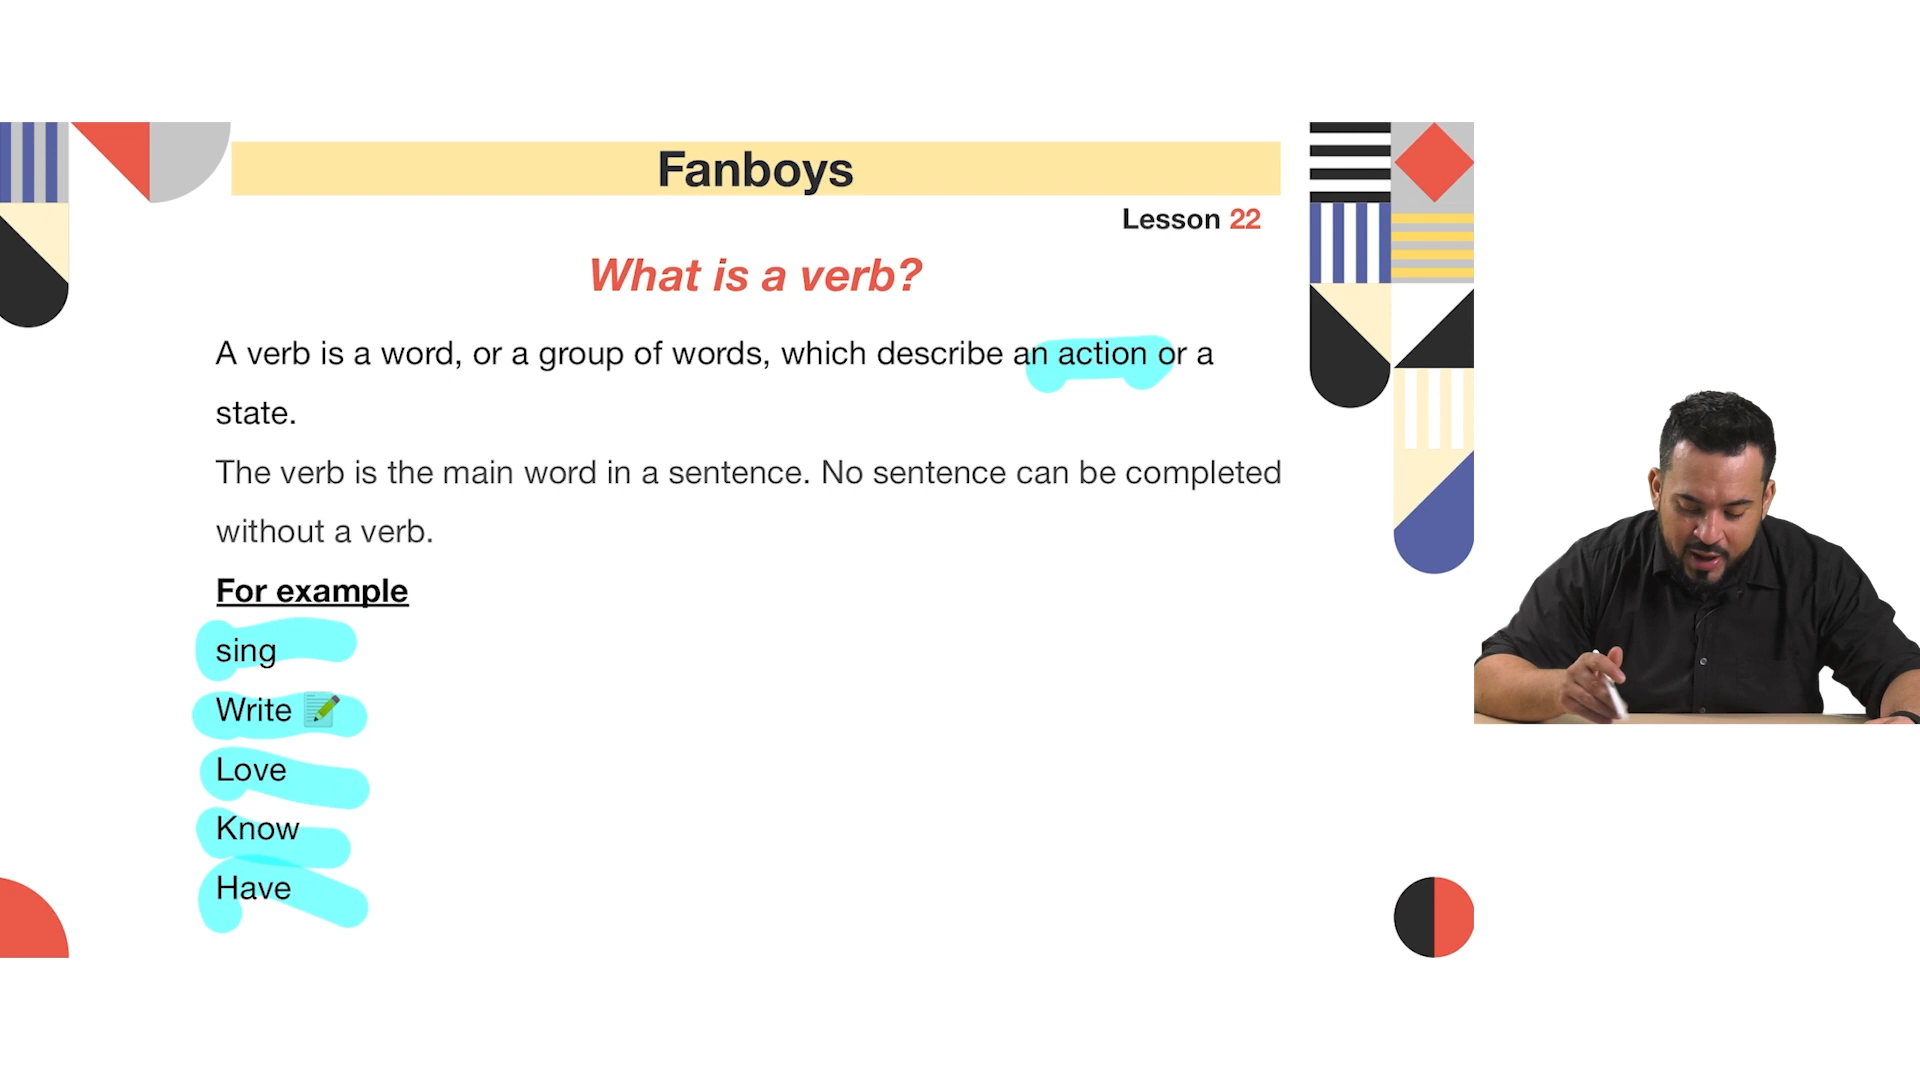 Fanboys
Lesson 22
What is a verb?
A verb is a word, or a group of words, which describe an action or a
state.
The verb is the main word in a sentence. No sentence can be completed
without a verb.
For example
sing
Write 📝
Love
Know
Have